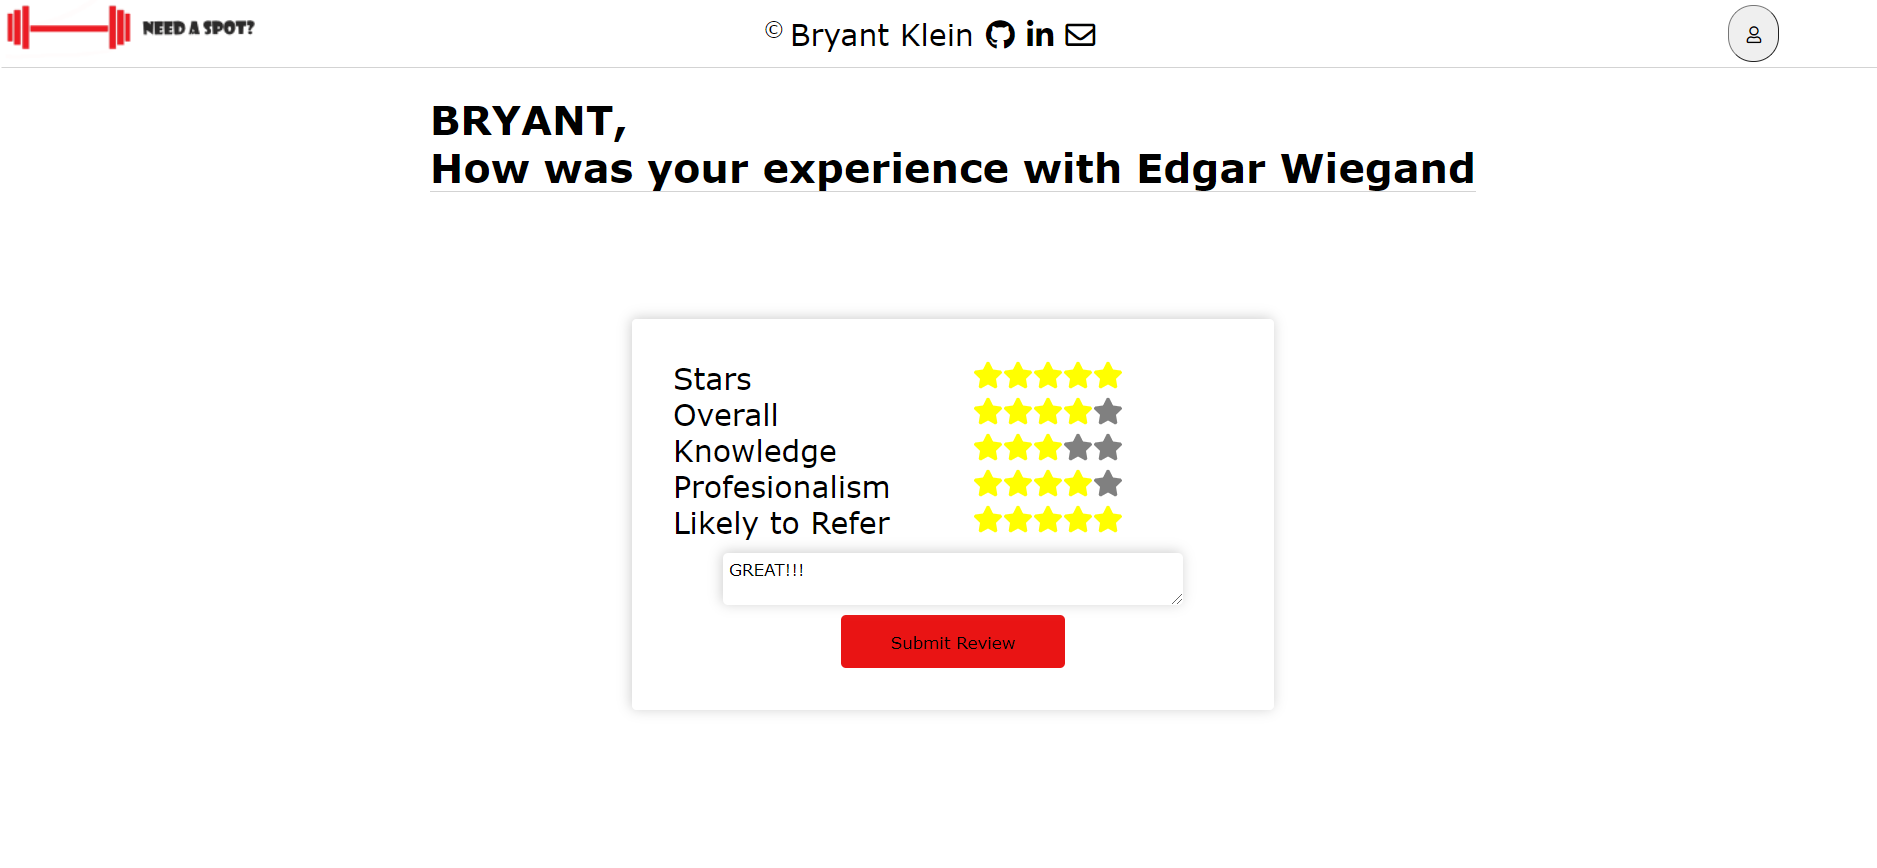 NEED A SPOT?
© Bryant Klein in
BRYANT,
How was your experience with Edgar Wiegand
Stars
Overall
Knowledge
Profesionalism
Likely to Refer
GREAT!!!
Submit Review